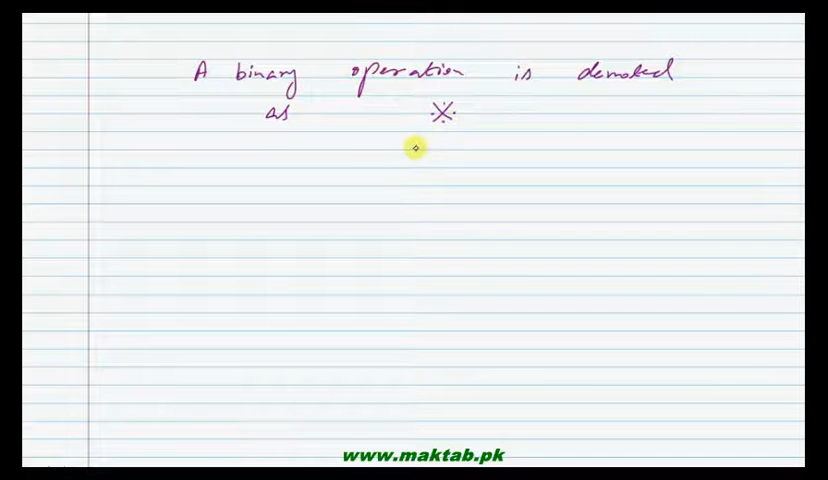 A binary operation is denoted
as ※
www.maktab.pk